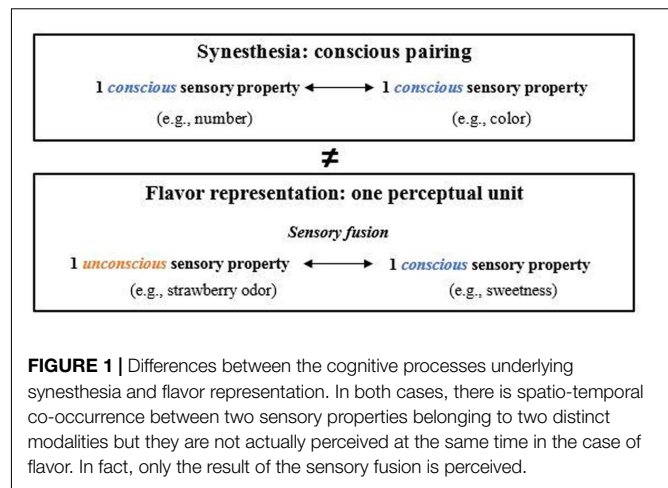 Synesthesia: conscious pairing
1 conscious sensory property ⟷ 1 conscious sensory property
(e.g., number) (e.g., color)
≠
Flavor representation: one perceptual unit
Sensory fusion
1 unconscious sensory property ⟷ 1 conscious sensory property
(e.g., strawberry odor) (e.g., sweetness)
FIGURE 1 | Differences between the cognitive processes underlying
synesthesia and flavor representation. In both cases, there is spatio-temporal
co-occurrence between two sensory properties belonging to two distinct
modalities but they are not actually perceived at the same time in the case of
flavor. In fact, only the result of the sensory fusion is perceived.